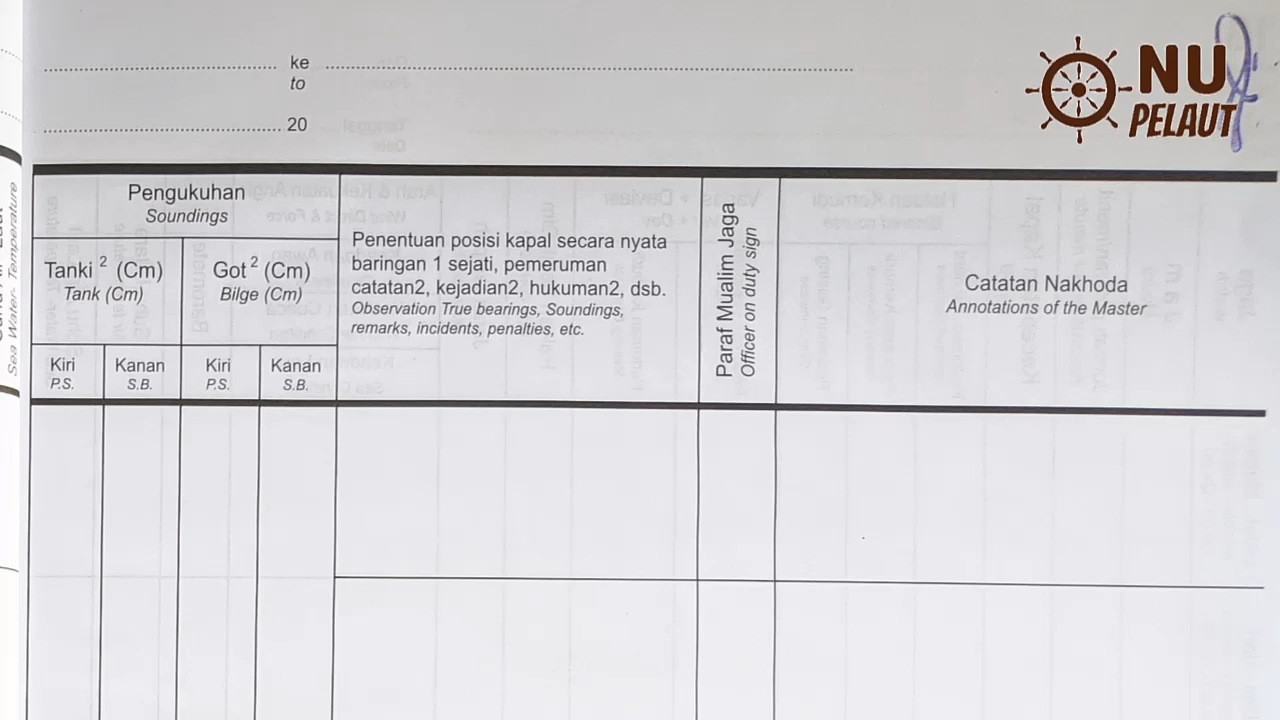 ke
to
20
NU
PELAUT
Sea Water- Temperature
Pengukuhan
Soundings
Tanki 2 (Cm)
Tank (Cm)
Got 2 (Cm)
Bilge (Cm)
Kiri
P.S.
Kanan
S.B.
Kiri
P.S.
Kanan
S.B.
Penentuan posisi kapal secara nyata
baringan 1 sejati, pemeruman
catatan2, kejadian2, hukuman2, dsb.
Observation True bearings, Soundings,
remarks, incidents, penalties, etc.
Paraf Mualim Jaga
Officer on duty sign
Catatan Nakhoda
Annotations of the Master